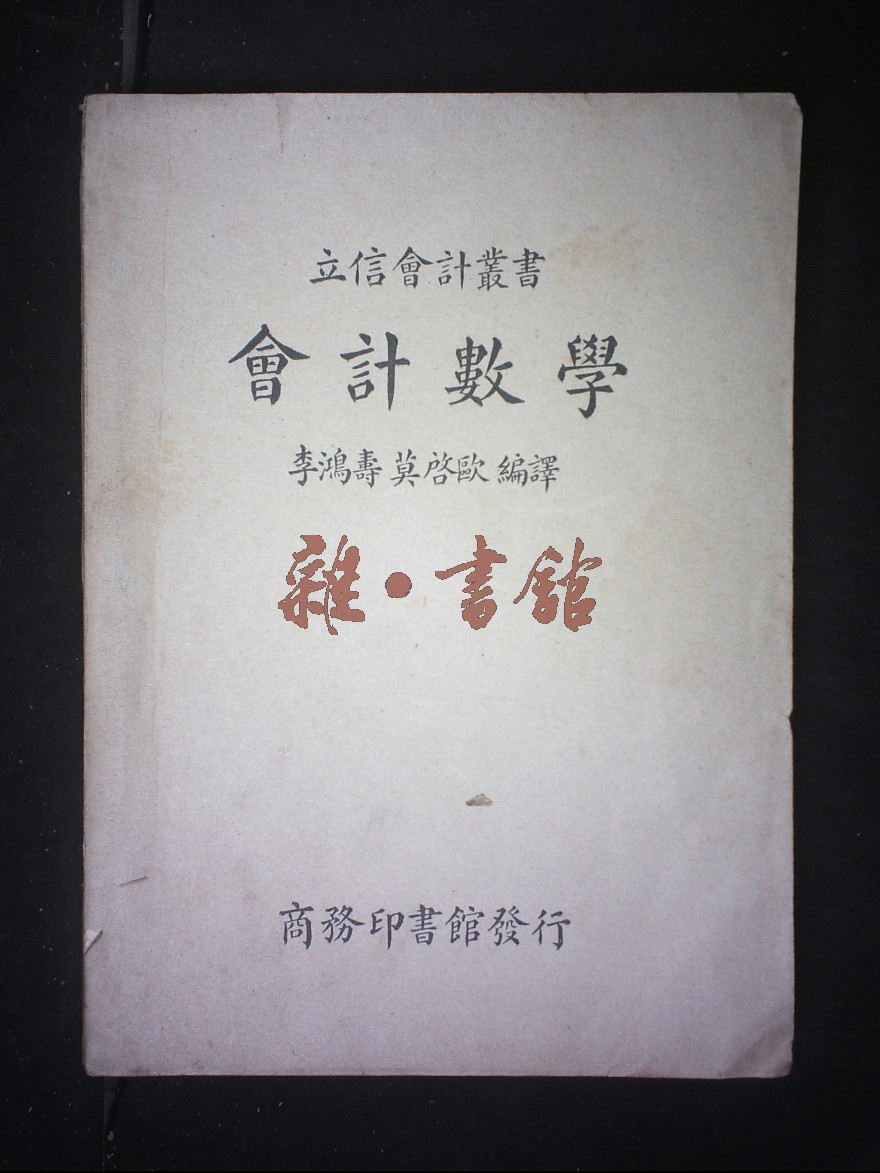 立信會計叢書
會計數學
李鴻壽 莫啓歐 編譯
雜·書館
商務印書館發行